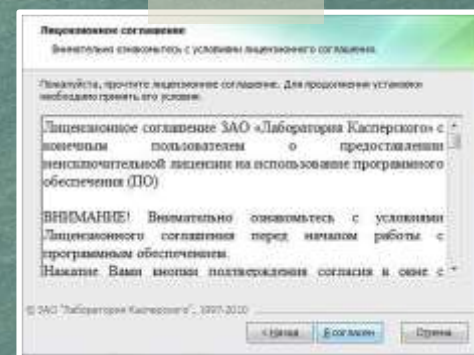 Лицензионное соглашение
Внимательно ознакомьтесь с условиями лицензионного соглашения.
Пожалуйста, прочтите лицензионное соглашение. Для продолжения установки
необходимо принять его условия.
Лицензионное соглашение ЗАО «Лаборатория Касперского» с
конечным пользователем о предоставлении
неисключительной лицензии на использование программного
обеспечения (ПО)
ВНИМАНИЕ! Внимательно ознакомьтесь с условиями
Лицензионного соглашения перед началом работы с
программным обеспечением.
Нажатие Вами кнопки подтверждения согласия в окне с
© ЗАО "Лаборатория Касперского", 1997-2010
< Назад
Я согласен
Отмена